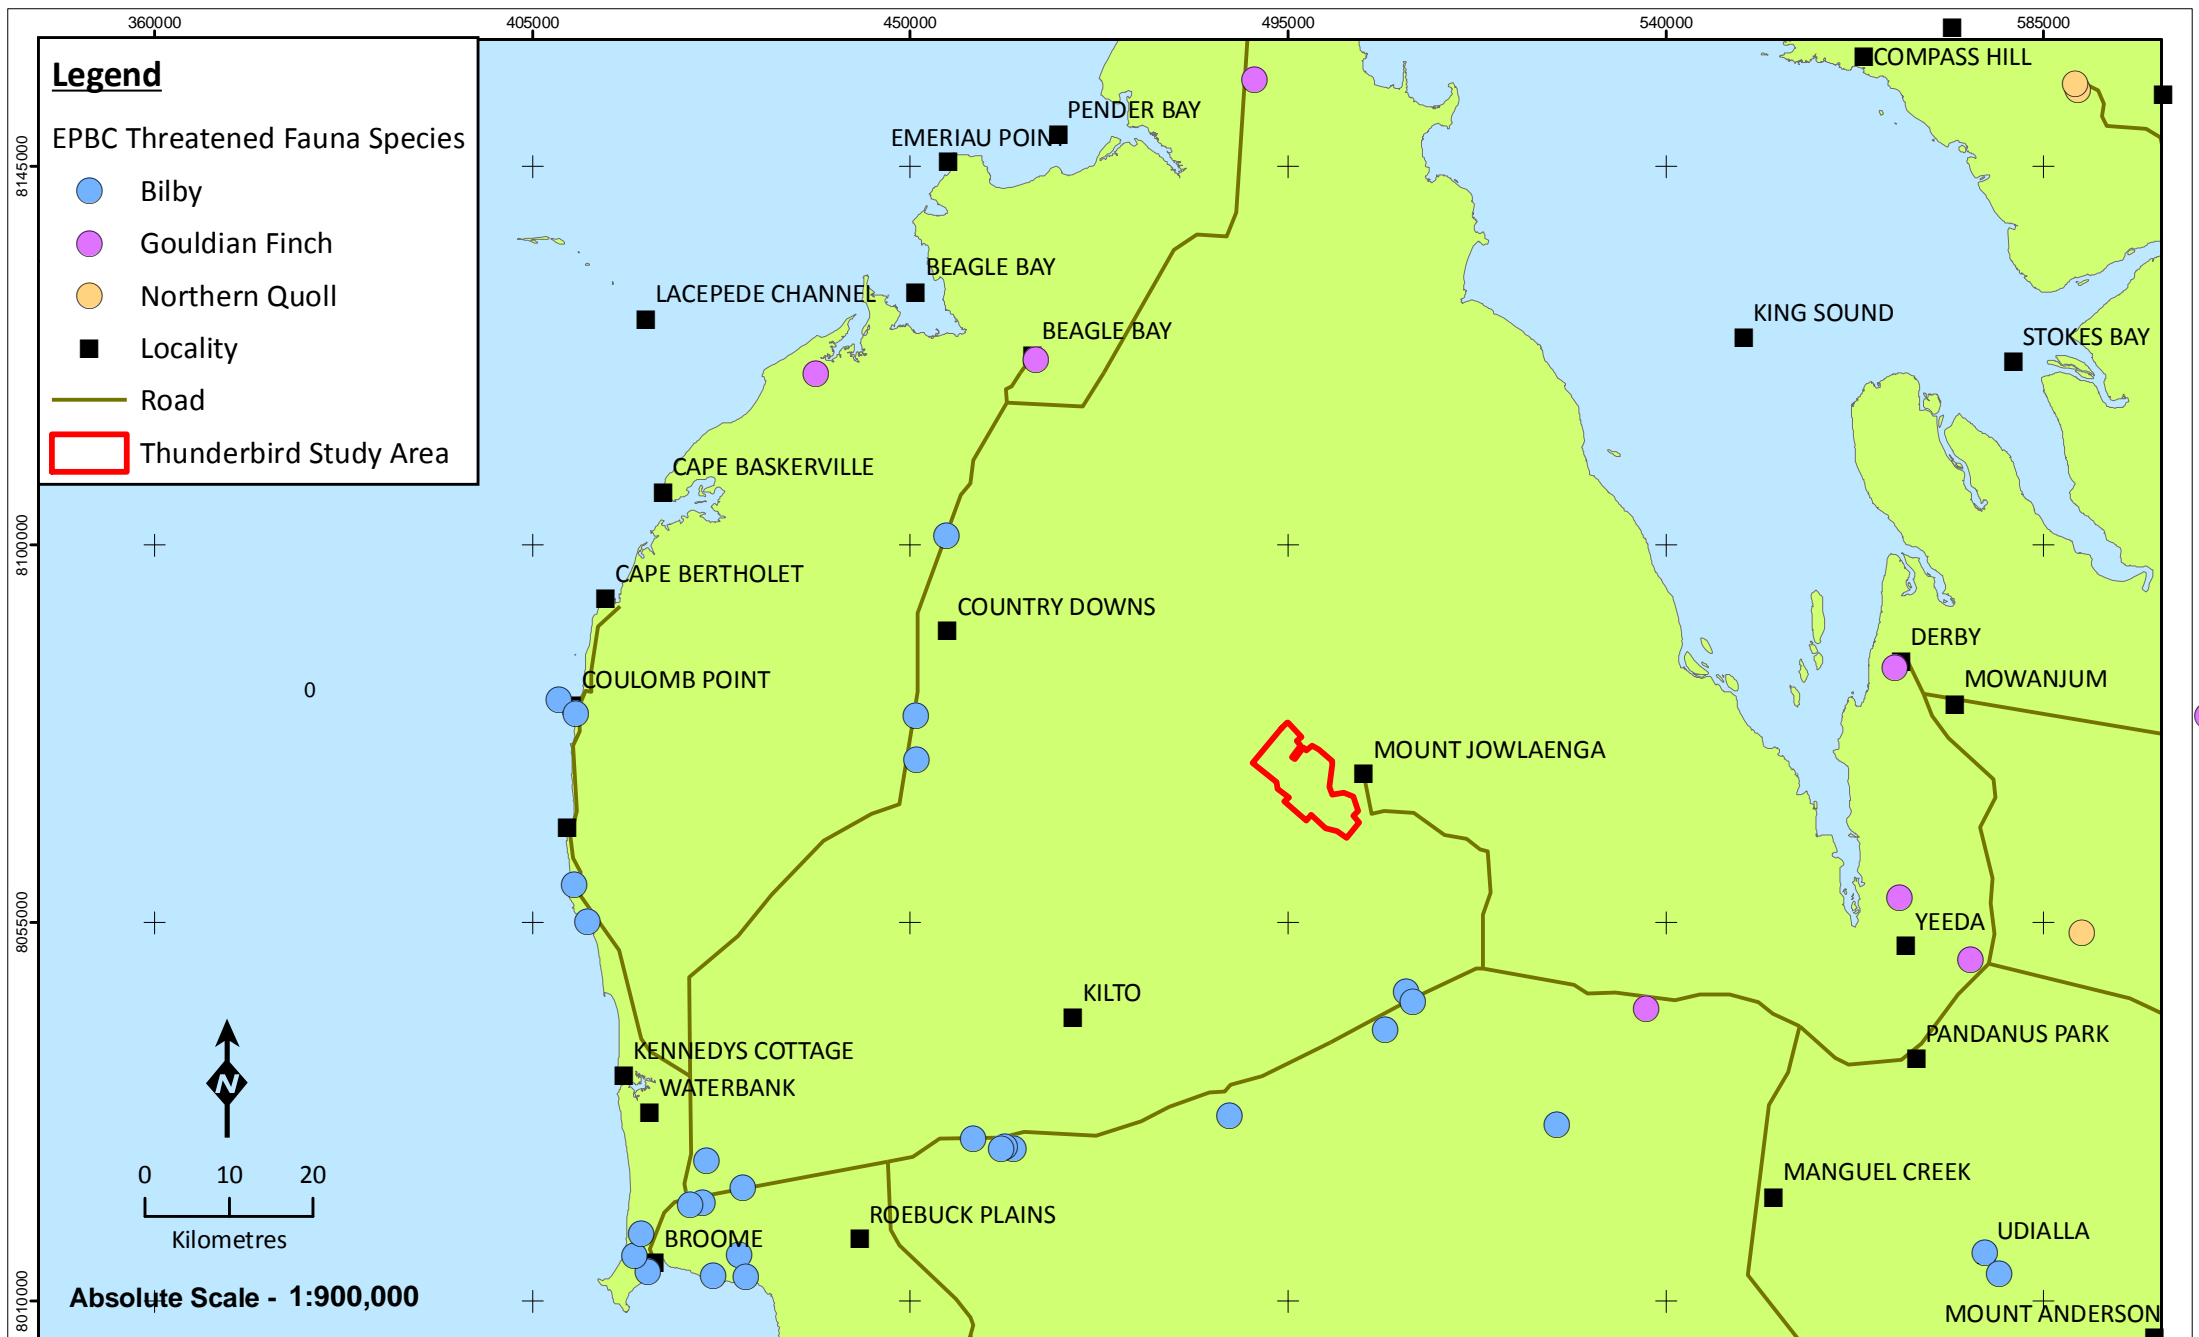 360000
405000
450000
495000
540000
585000
Legend
EPBC Threatened Fauna Species
Bilby
Gouldian Finch
Northern Quoll
Locality
Road
Thunderbird Study Area
COMPASS HILL
PENDER BAY
EMERIAU POINT
8145000
BEAGLE BAY
LACEPEDE CHANNEL
KING SOUND
BEAGLE BAY
STOKES BAY
CAPE BASKERVILLE
8100000
CAPE BERTHOLET
COUNTRY DOWNS
DERBY
COULOMB POINT
MOWANJUM
0
MOUNT JOWLAENGA
8055000
YEEDA
KILTO
N
PANDANUS PARK
KENNEDYS COTTAGE
WATERBANK
0 10 20
Kilometres
MANGUEL CREEK
ROEBUCK PLAINS
UDIALLA
BROOME
Absolute Scale - 1:900,000
8010000
MOUNT ANDERSON